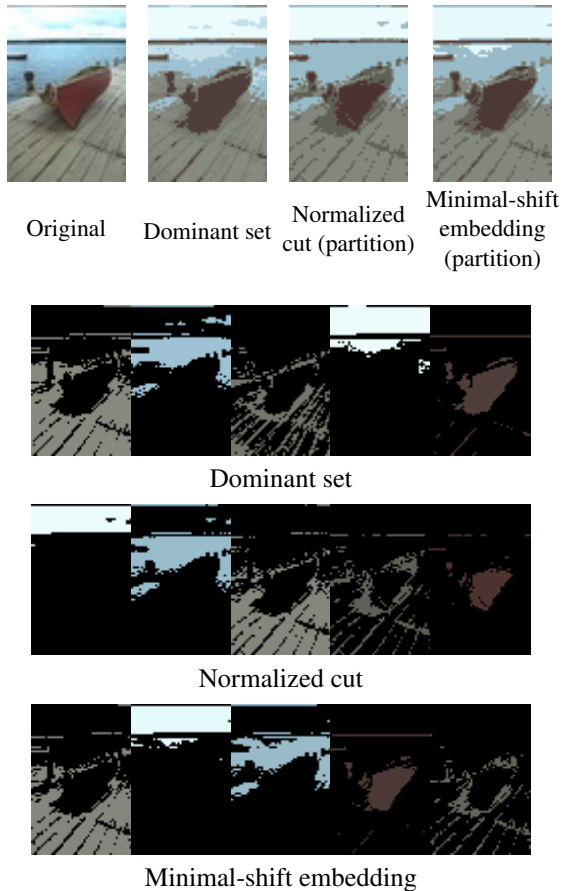 Original
Dominant set
Normalized
cut (partition)
Minimal-shift
embedding
(partition)
Dominant set
Normalized cut
Minimal-shift embedding